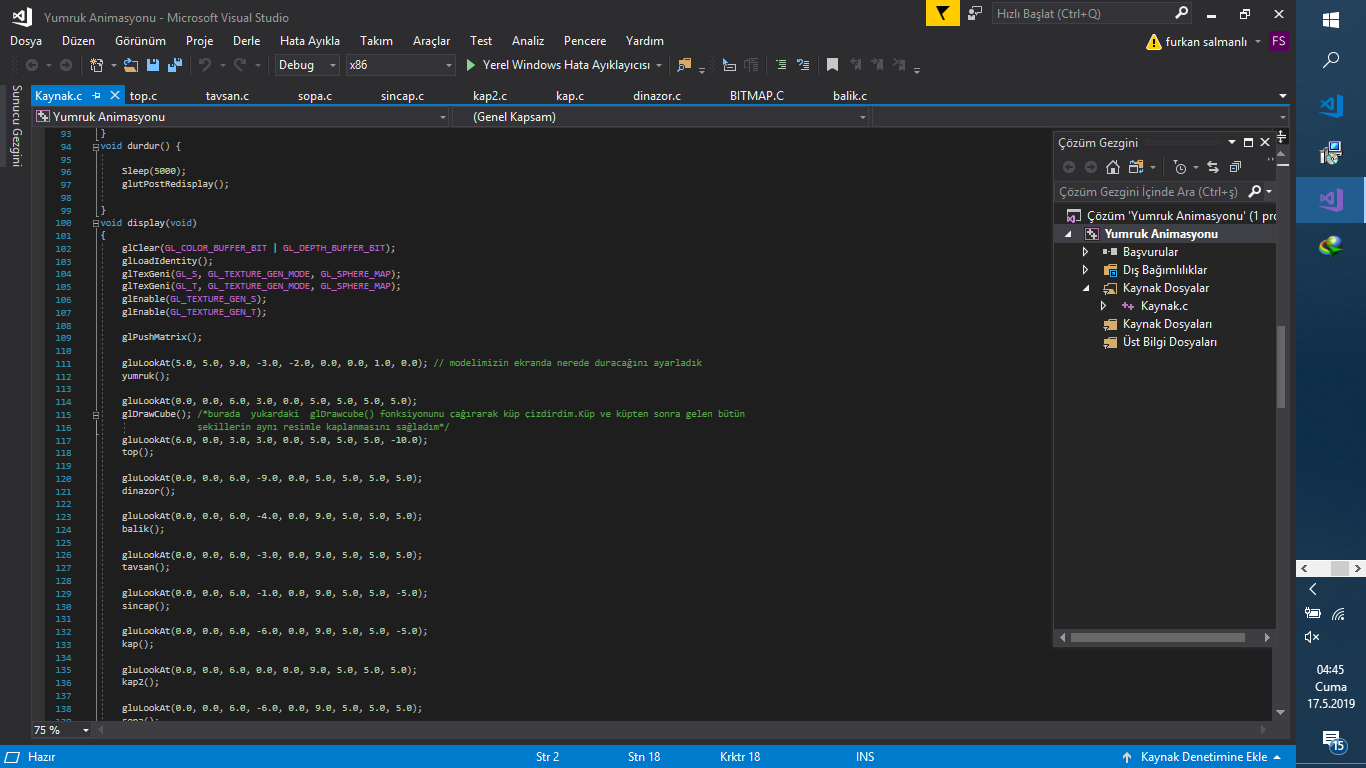 Yumruk Animasyonu - Microsoft Visual Studio
Hızlı Başlat (Ctrl+Q)
Dosya Düzen Görünüm Proje Derle Hata Ayıkla Takım Araçlar Test Analiz Pencere Yardım
furkan salmanlı FS
Debug x86 Yerel Windows Hata Ayıklayıcısı
Sunucu Gezgini
Kaynak.c top.c tavsan.c sopa.c sincap.c kap2.c kap.c dinazor.c BITMAP.C balik.c
Yumruk Animasyonu (Genel Kapsam)
93 }
94 void durdur() {
95
96 Sleep(5000);
97 glutPostRedisplay();
98
99 }
100 void display(void)
101 {
102 glClear(GL_COLOR_BUFFER_BIT | GL_DEPTH_BUFFER_BIT);
103 glLoadIdentity();
104 glTexGeni(GL_S, GL_TEXTURE_GEN_MODE, GL_SPHERE_MAP);
105 glTexGeni(GL_T, GL_TEXTURE_GEN_MODE, GL_SPHERE_MAP);
106 glEnable(GL_TEXTURE_GEN_S);
107 glEnable(GL_TEXTURE_GEN_T);
108
109 glPushMatrix();
110
111 gluLookAt(5.0, 5.0, 9.0, -3.0, -2.0, 0.0, 0.0, 1.0, 0.0); // modelimizin ekranda nerede duracağını ayarladık
112 yumruk();
113
114 gluLookAt(0.0, 0.0, 6.0, 3.0, 0.0, 5.0, 5.0, 5.0, 5.0);
115 glDrawCube(); /*burada yukardaki glDrawcube() fonksiyonunu çağırarak küp çizdirdim.Küp ve küpten sonra gelen bütün
116 şekillerin aynı resimle kaplanmasını sağladım*/
117 gluLookAt(6.0, 0.0, 3.0, 3.0, 0.0, 5.0, 5.0, 5.0, -10.0);
118 top();
119
120 gluLookAt(0.0, 0.0, 6.0, -9.0, 0.0, 5.0, 5.0, 5.0, 5.0);
121 dinazor();
122
123 gluLookAt(0.0, 0.0, 6.0, -4.0, 0.0, 9.0, 5.0, 5.0, 5.0);
124 balik();
125
126 gluLookAt(0.0, 0.0, 6.0, -3.0, 0.0, 9.0, 5.0, 5.0, 5.0);
127 tavsan();
128
129 gluLookAt(0.0, 0.0, 6.0, -1.0, 0.0, 9.0, 5.0, 5.0, -5.0);
130 sincap();
131
132 gluLookAt(0.0, 0.0, 6.0, -6.0, 0.0, 9.0, 5.0, 5.0, -5.0);
133 kap();
134
135 gluLookAt(0.0, 0.0, 6.0, 0.0, 0.0, 9.0, 5.0, 5.0, 5.0);
136 kap2();
137
138 gluLookAt(0.0, 0.0, 6.0, -6.0, 0.0, 9.0, 5.0, 5.0, 5.0);
139 sopa();
Çözüm Gezgini
Çözüm Gezgini İçinde Ara (Ctrl+ş)
Çözüm 'Yumruk Animasyonu' (1 pro
Yumruk Animasyonu
Başvurular
Dış Bağımlılıklar
Kaynak Dosyalar
Kaynak.c
Kaynak Dosyaları
Üst Bilgi Dosyaları
75 %
Hazır Str 2 Stn 18 Krktr 18 INS Kaynak Denetimine Ekle
04:45
Cuma
17.5.2019
15